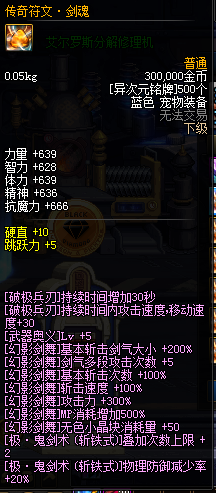 传奇符文·剑魂
艾尔罗斯分解修理机
普通
0.05kg
300,000金币
[异次元铭牌]500个
蓝色 宠物装备
无法交易
下级
力量 +639
智力 +628
体力 +639
精神 +636
抗魔力 +666
硬直 +10
跳跃力 +5
[破极兵刃]持续时间增加30秒
[破极兵刃]持续时间内攻击速度,移动速
度+30
[武器奥义]Lv +5
[幻影剑舞]基本斩击剑气大小 +200%
[幻影剑舞]剑气多段攻击次数 +5
[幻影剑舞]基本斩击次数 +100%
[幻影剑舞]斩击速度 +100%
[幻影剑舞]攻击力 +300%
[幻影剑舞]MP消耗增加500%
[幻影剑舞]无色小晶块消耗量 +50
[极·鬼剑术 (斩铁式)]叠加次数上限 +
2
[极·鬼剑术 (斩铁式)]物理防御减少率
+20%